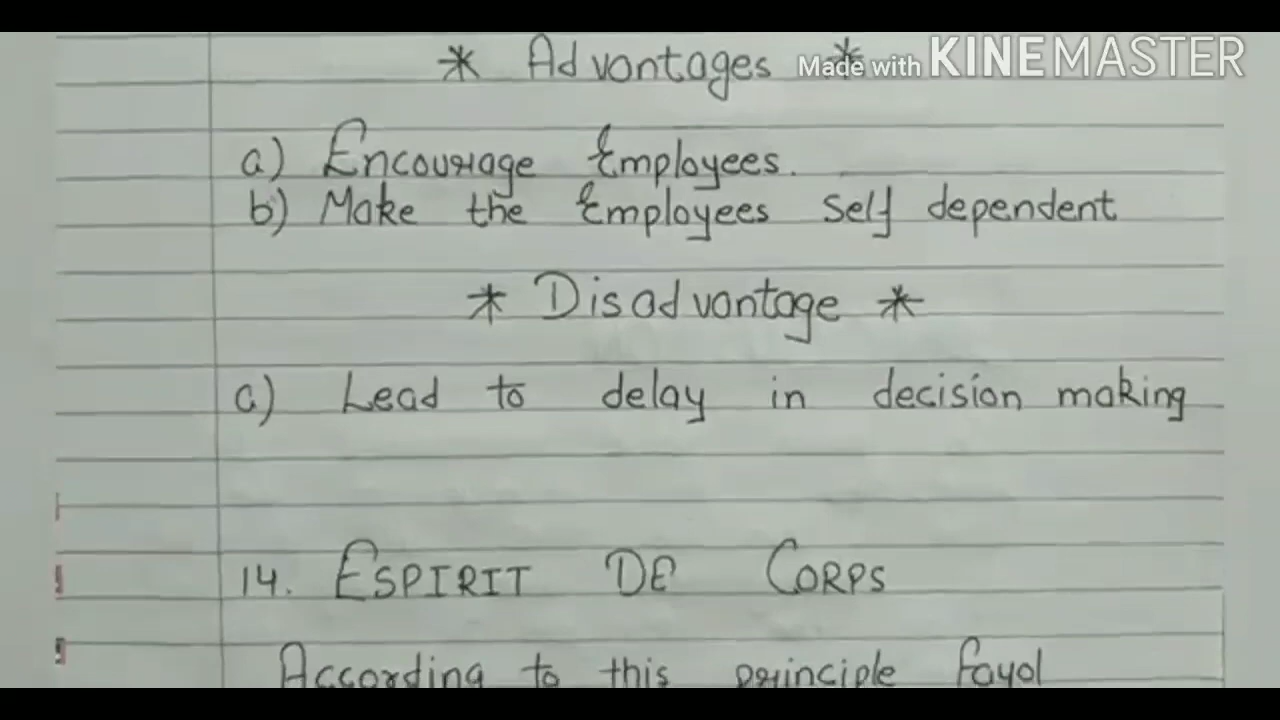 * Advantages *
Made with KINEMASTER
a) Encourage Employees.
b) Make the Employees Self dependent
* Disadvantage *
a) Lead to delay in decision making
14. ESPIRIT DE CORPS
According to this principle Fayol